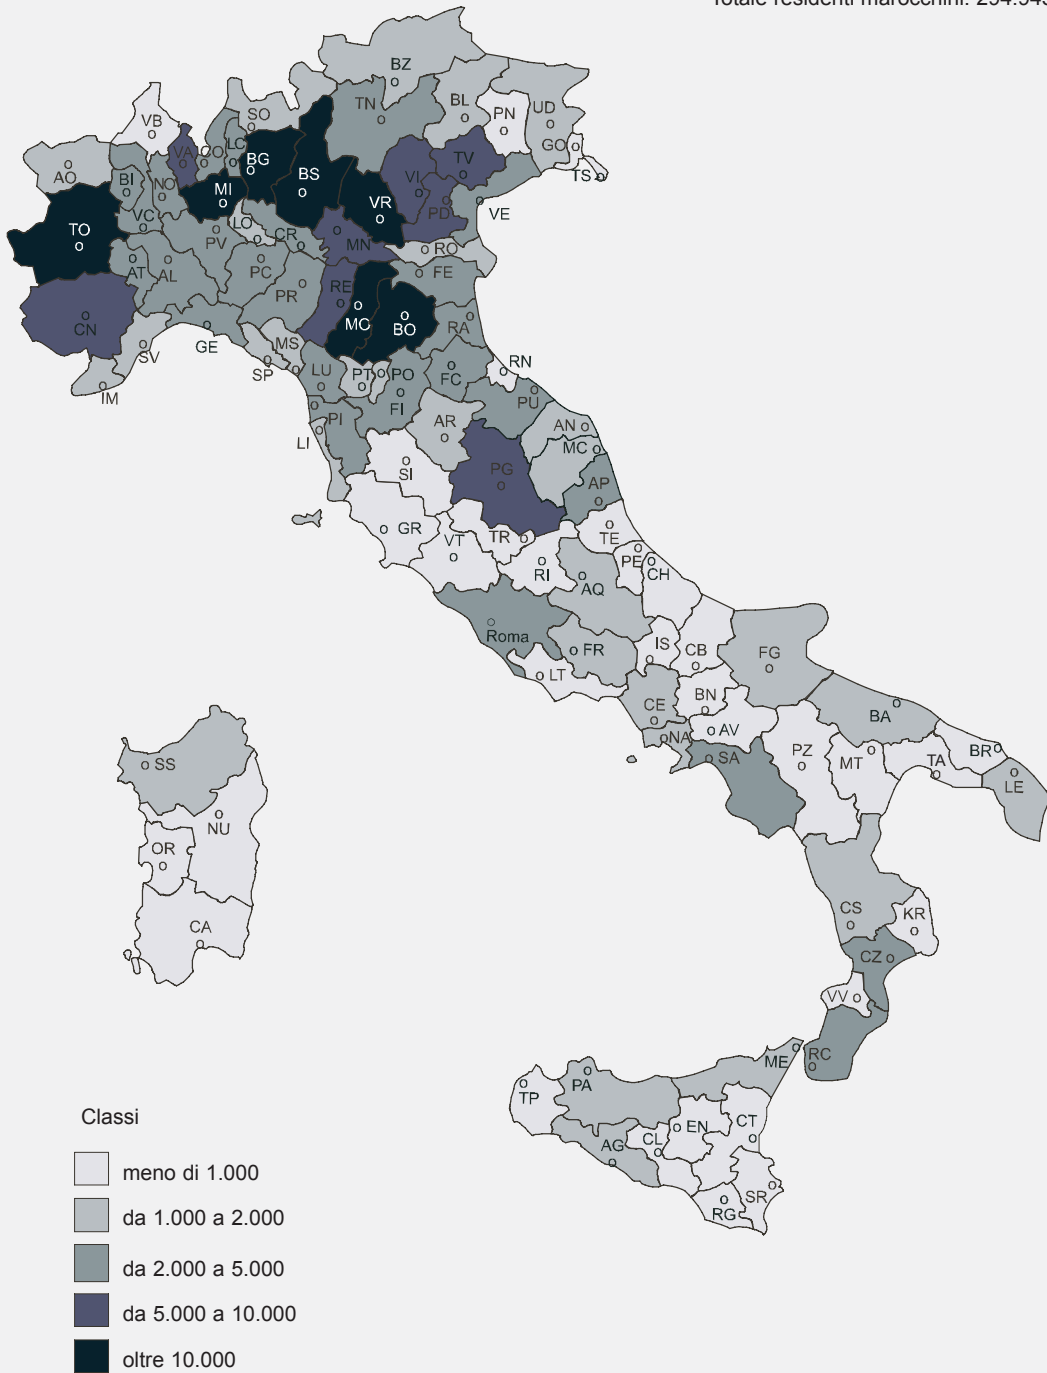 Totale residenti marocchini: 294.945
BZ
TN
SO
BL
PN
UD
GO
TS
VB
VA
CO
LC
BG
BS
TV
VI
AO
BI
NO
MI
VR
PD
VE
TO
VC
LO
CR
MN
RO
PV
AT
AL
PC
PR
RE
FE
CN
MO
BO
RA
SV
GE
MS
SP
LU
PT
PO
FC
RN
IM
FI
PU
PI
LI
AR
AN
MC
SI
PG
AP
GR
VT
TR
TE
RI
PE
CH
AQ
Roma
FR
IS
CB
FG
LT
CE
BN
BA
NA
AV
SA
PZ
MT
TA
BR
LE
SS
NU
OR
CA
CS
KR
CZ
VV
RC
ME
TP
PA
AG
CL
EN
CT
RG
SR
Classi
meno di 1.000
da 1.000 a 2.000
da 2.000 a 5.000
da 5.000 a 10.000
oltre 10.000